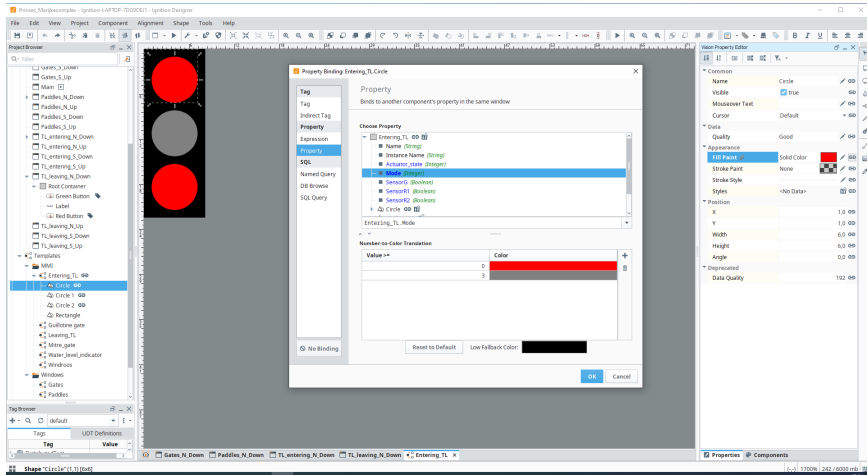 Prinses_Marijkecomplex - Ignition-LAPTOP-7D09OID1 - Ignition Designer
File Edit View Project Component Alignment Shape Tools Help
Project Browser
Filter
Gates_S_Down
Gates_S_Up
Main
Paddles_N_Down
Paddles_N_Up
Paddles_S_Down
Paddles_S_Up
TL_entering_N_Down
TL_entering_N_Up
TL_entering_S_Down
TL_entering_S_Up
TL_leaving_N_Down
Root Container
Green Button
Label
Red Button
TL_leaving_N_Up
TL_leaving_S_Down
TL_leaving_S_Up
Templates
MMI
Entering_TL
Circle
Circle 1
Circle 2
Rectangle
Guillotine gate
Leaving_TL
Mitre_gate
Water_level_indicator
Windroos
Windows
Gates
Paddles
Tag Browser
default
Tags UDT Definitions
Tag Value
Property Binding: Entering_TL.Circle
Tag
Tag
Indirect Tag
Property
Expression
Property
SQL
Named Query
DB Browse
SQL Query
No Binding
Property
Binds to another component's property in the same window
Choose Property
Entering_TL
Name (String)
Instance Name (String)
Actuator_state (Integer)
Mode (Integer)
SensorG (Boolean)
SensorR1 (Boolean)
SensorR2 (Boolean)
Circle
Entering_TL.Mode
Number-to-Color Translation
Value >= Color
0
3
Reset to Default Low Fallback Color:
OK Cancel
Vision Property Editor
Common
Name Circle
Visible true
Mouseover Text
Cursor Default
Data
Quality Good
Appearance
Fill Paint Solid Color
Stroke Paint None
Stroke Style
Styles <No Data>
Position
X 1,0
Y 1,0
Width 6,0
Height 6,0
Angle 0,0
Deprecated
Data Quality 192
Gates_N_Down Paddles_N_Down TL_entering_N_Down TL_leaving_N_Down Entering_TL
Properties Components
Shape "Circle" (1,1) [6x6]
(-,-) 1700% 242 / 6000 mb